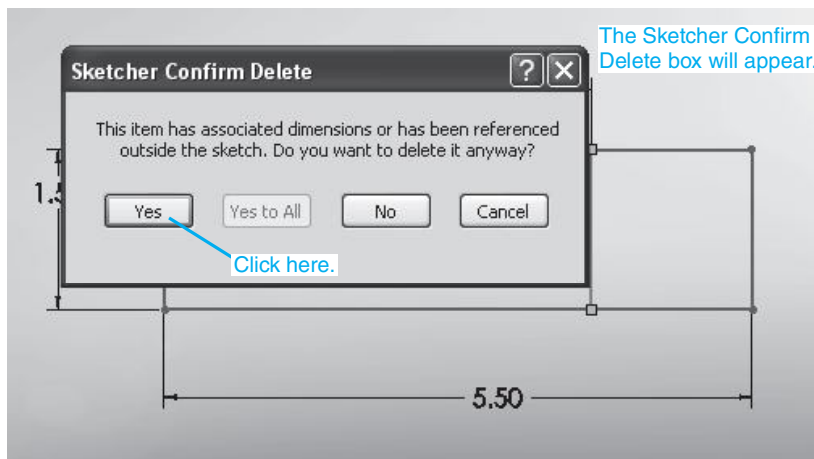 The Sketcher Confirm
Delete box will appear.
Sketcher Confirm Delete
This item has associated dimensions or has been referenced
outside the sketch. Do you want to delete it anyway?
Yes
Yes to All
No
Cancel
Click here.
5.50